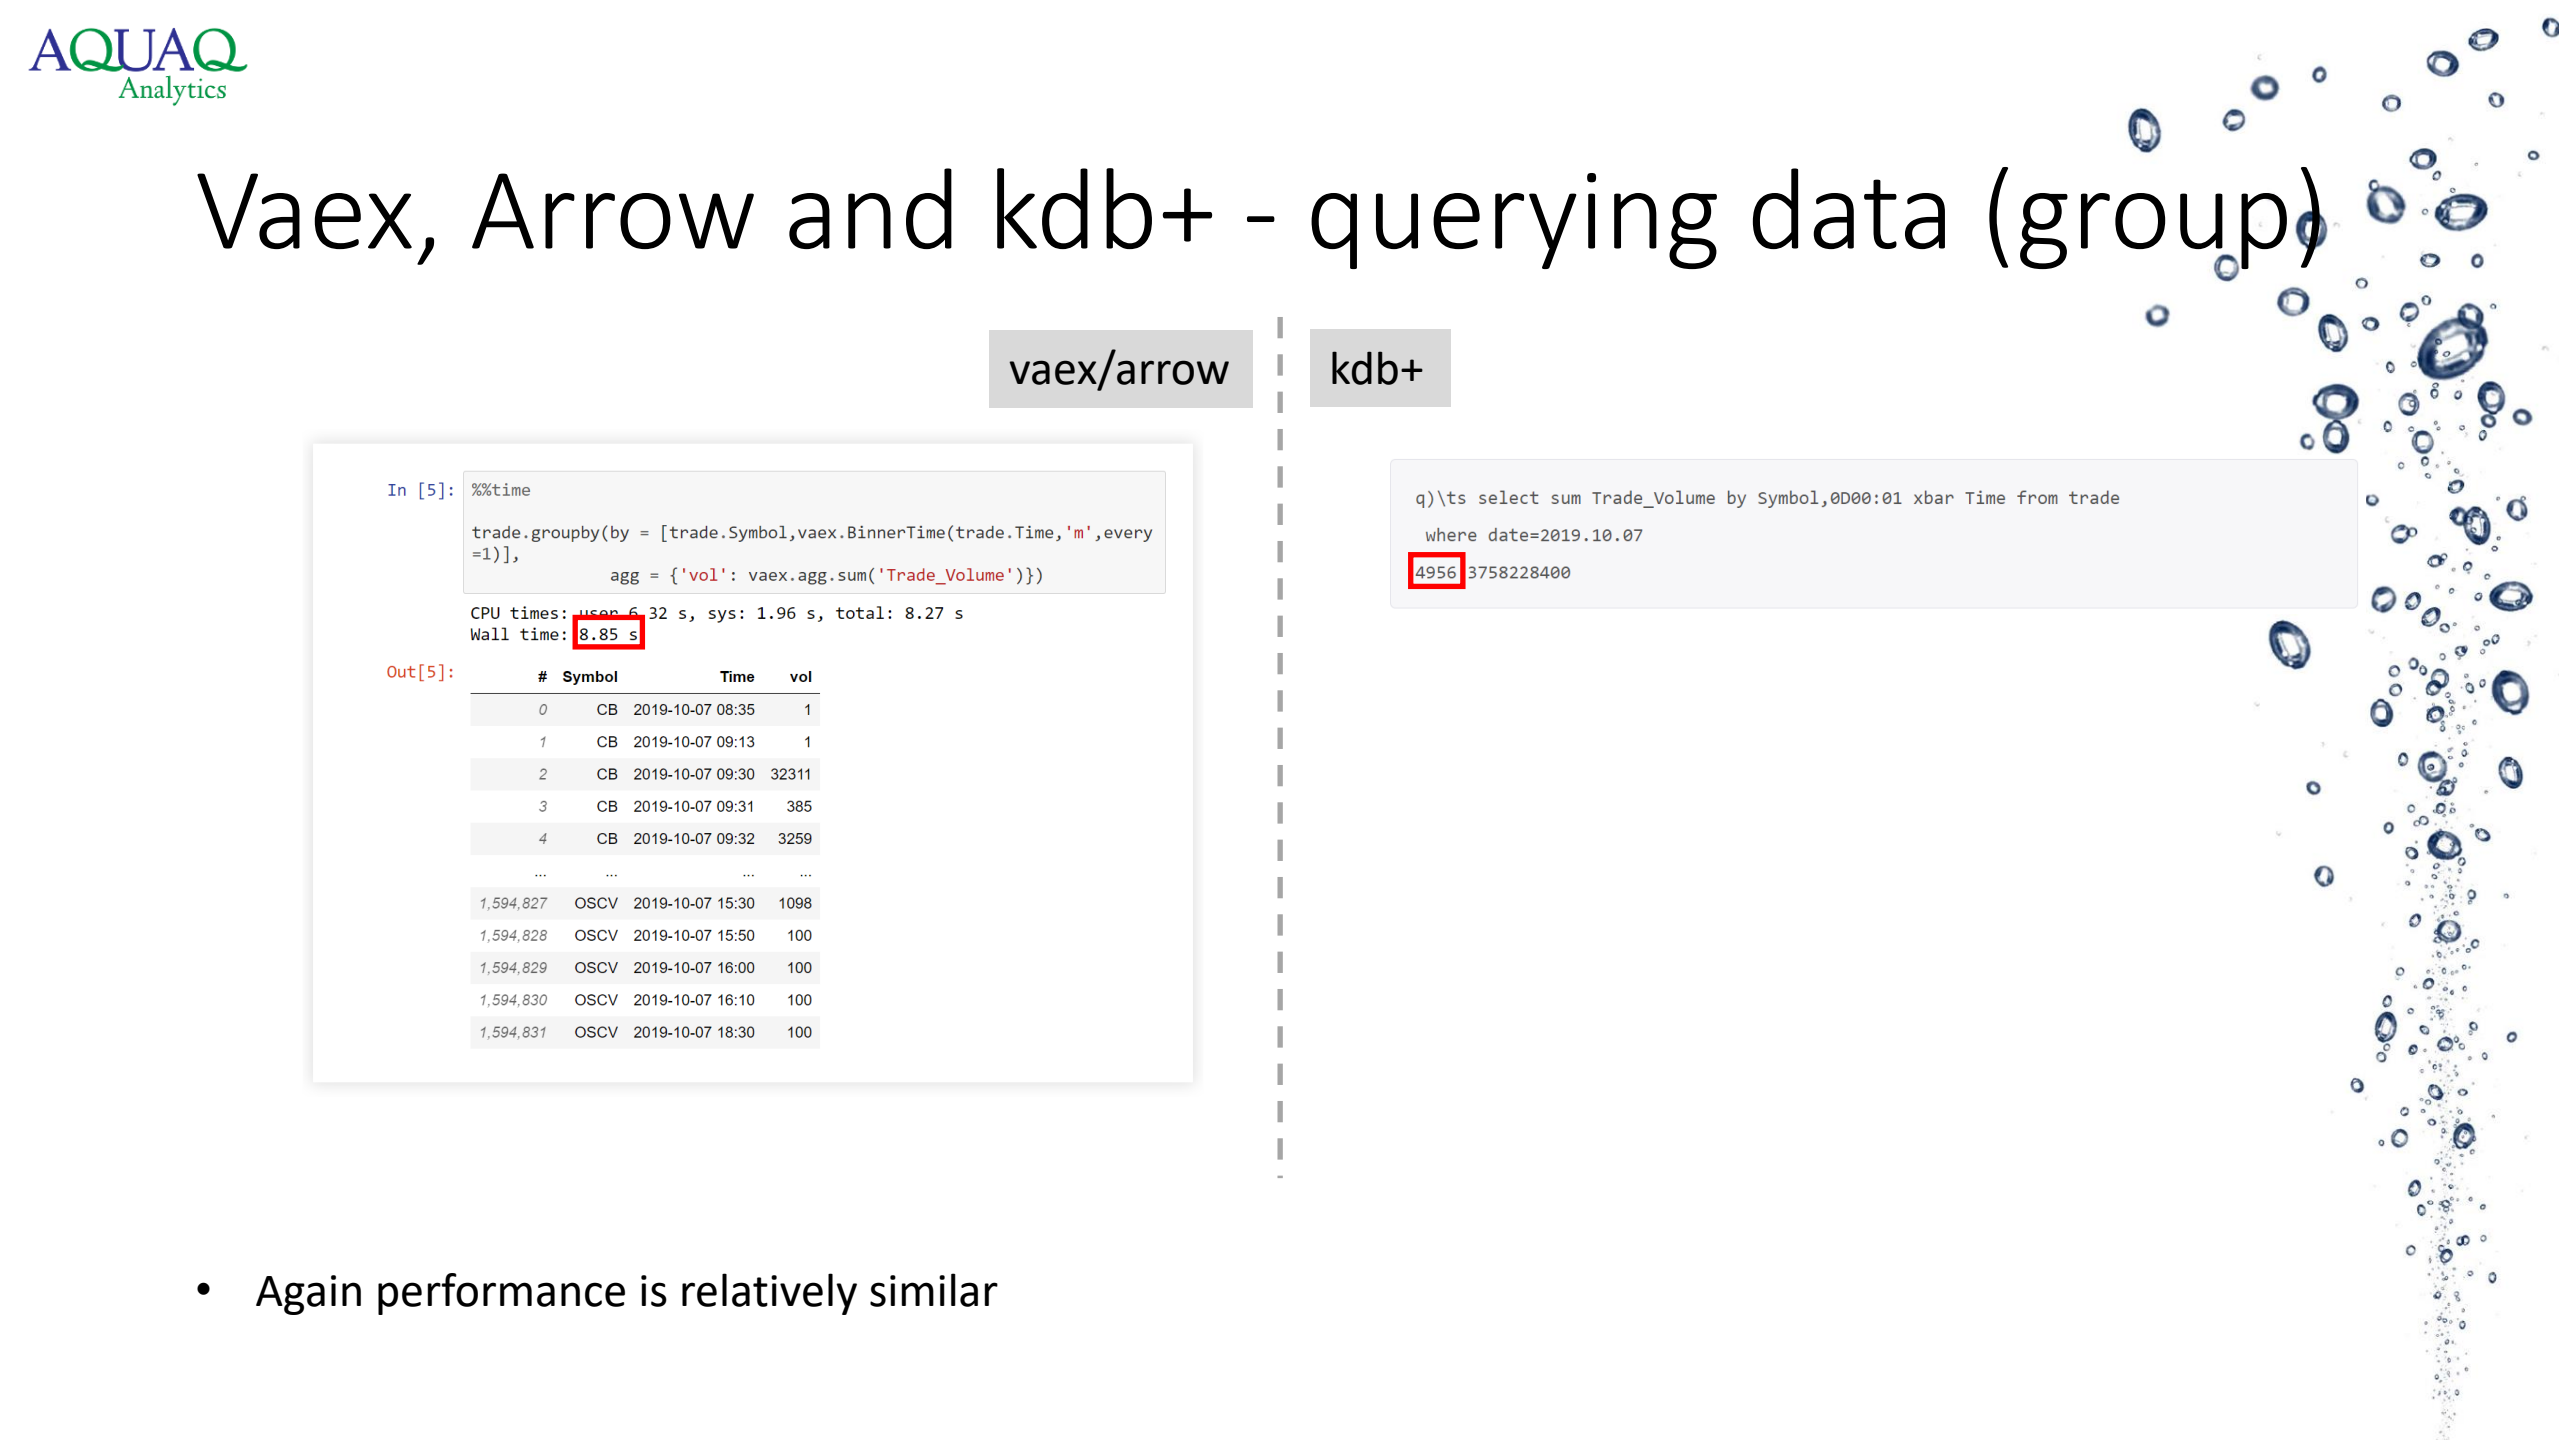 AQUAQ
Analytics
Vaex, Arrow and kdb+ - querying data (group)
vaex/arrow
kdb+
In [5]: %%time
trade.groupby(by = [trade.Symbol,vaex.BinnerTime(trade.Time,'m',every
=1)],
agg = {'vol': vaex.agg.sum('Trade_Volume')})
CPU times: user 6.32 s, sys: 1.96 s, total: 8.27 s
Wall time: 8.85 s
Out[5]:
# Symbol Time vol
0 CB 2019-10-07 08:35 1
1 CB 2019-10-07 09:13 1
2 CB 2019-10-07 09:30 32311
3 CB 2019-10-07 09:31 385
4 CB 2019-10-07 09:32 3259
... ... ... ...
1,594,827 OSCV 2019-10-07 15:30 1098
1,594,828 OSCV 2019-10-07 15:50 100
1,594,829 OSCV 2019-10-07 16:00 100
1,594,830 OSCV 2019-10-07 16:10 100
1,594,831 OSCV 2019-10-07 18:30 100
q)\ts select sum Trade_Volume by Symbol,0D00:01 xbar Time from trade
where date=2019.10.07
4956 3758228400
• Again performance is relatively similar